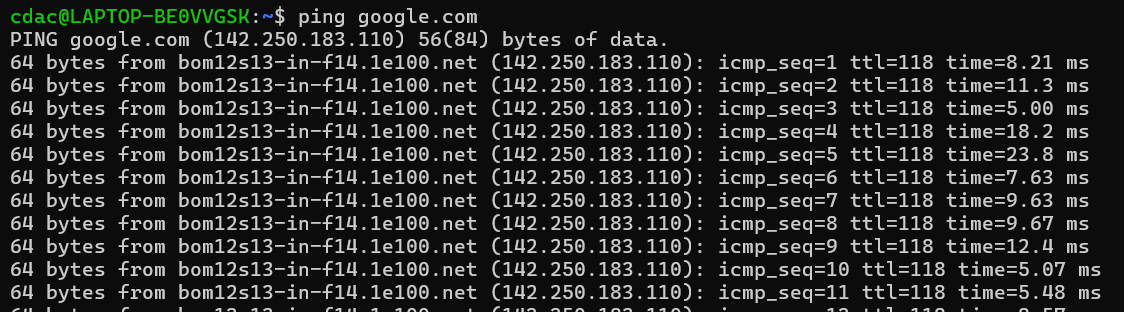 cdac@LAPTOP-BE0VVGSK:~$ ping google.com
PING google.com (142.250.183.110) 56(84) bytes of data.
64 bytes from bom12s13-in-f14.1e100.net (142.250.183.110): icmp_seq=1 ttl=118 time=8.21 ms
64 bytes from bom12s13-in-f14.1e100.net (142.250.183.110): icmp_seq=2 ttl=118 time=11.3 ms
64 bytes from bom12s13-in-f14.1e100.net (142.250.183.110): icmp_seq=3 ttl=118 time=5.00 ms
64 bytes from bom12s13-in-f14.1e100.net (142.250.183.110): icmp_seq=4 ttl=118 time=18.2 ms
64 bytes from bom12s13-in-f14.1e100.net (142.250.183.110): icmp_seq=5 ttl=118 time=23.8 ms
64 bytes from bom12s13-in-f14.1e100.net (142.250.183.110): icmp_seq=6 ttl=118 time=7.63 ms
64 bytes from bom12s13-in-f14.1e100.net (142.250.183.110): icmp_seq=7 ttl=118 time=9.63 ms
64 bytes from bom12s13-in-f14.1e100.net (142.250.183.110): icmp_seq=8 ttl=118 time=9.67 ms
64 bytes from bom12s13-in-f14.1e100.net (142.250.183.110): icmp_seq=9 ttl=118 time=12.4 ms
64 bytes from bom12s13-in-f14.1e100.net (142.250.183.110): icmp_seq=10 ttl=118 time=5.07 ms
64 bytes from bom12s13-in-f14.1e100.net (142.250.183.110): icmp_seq=11 ttl=118 time=5.48 ms